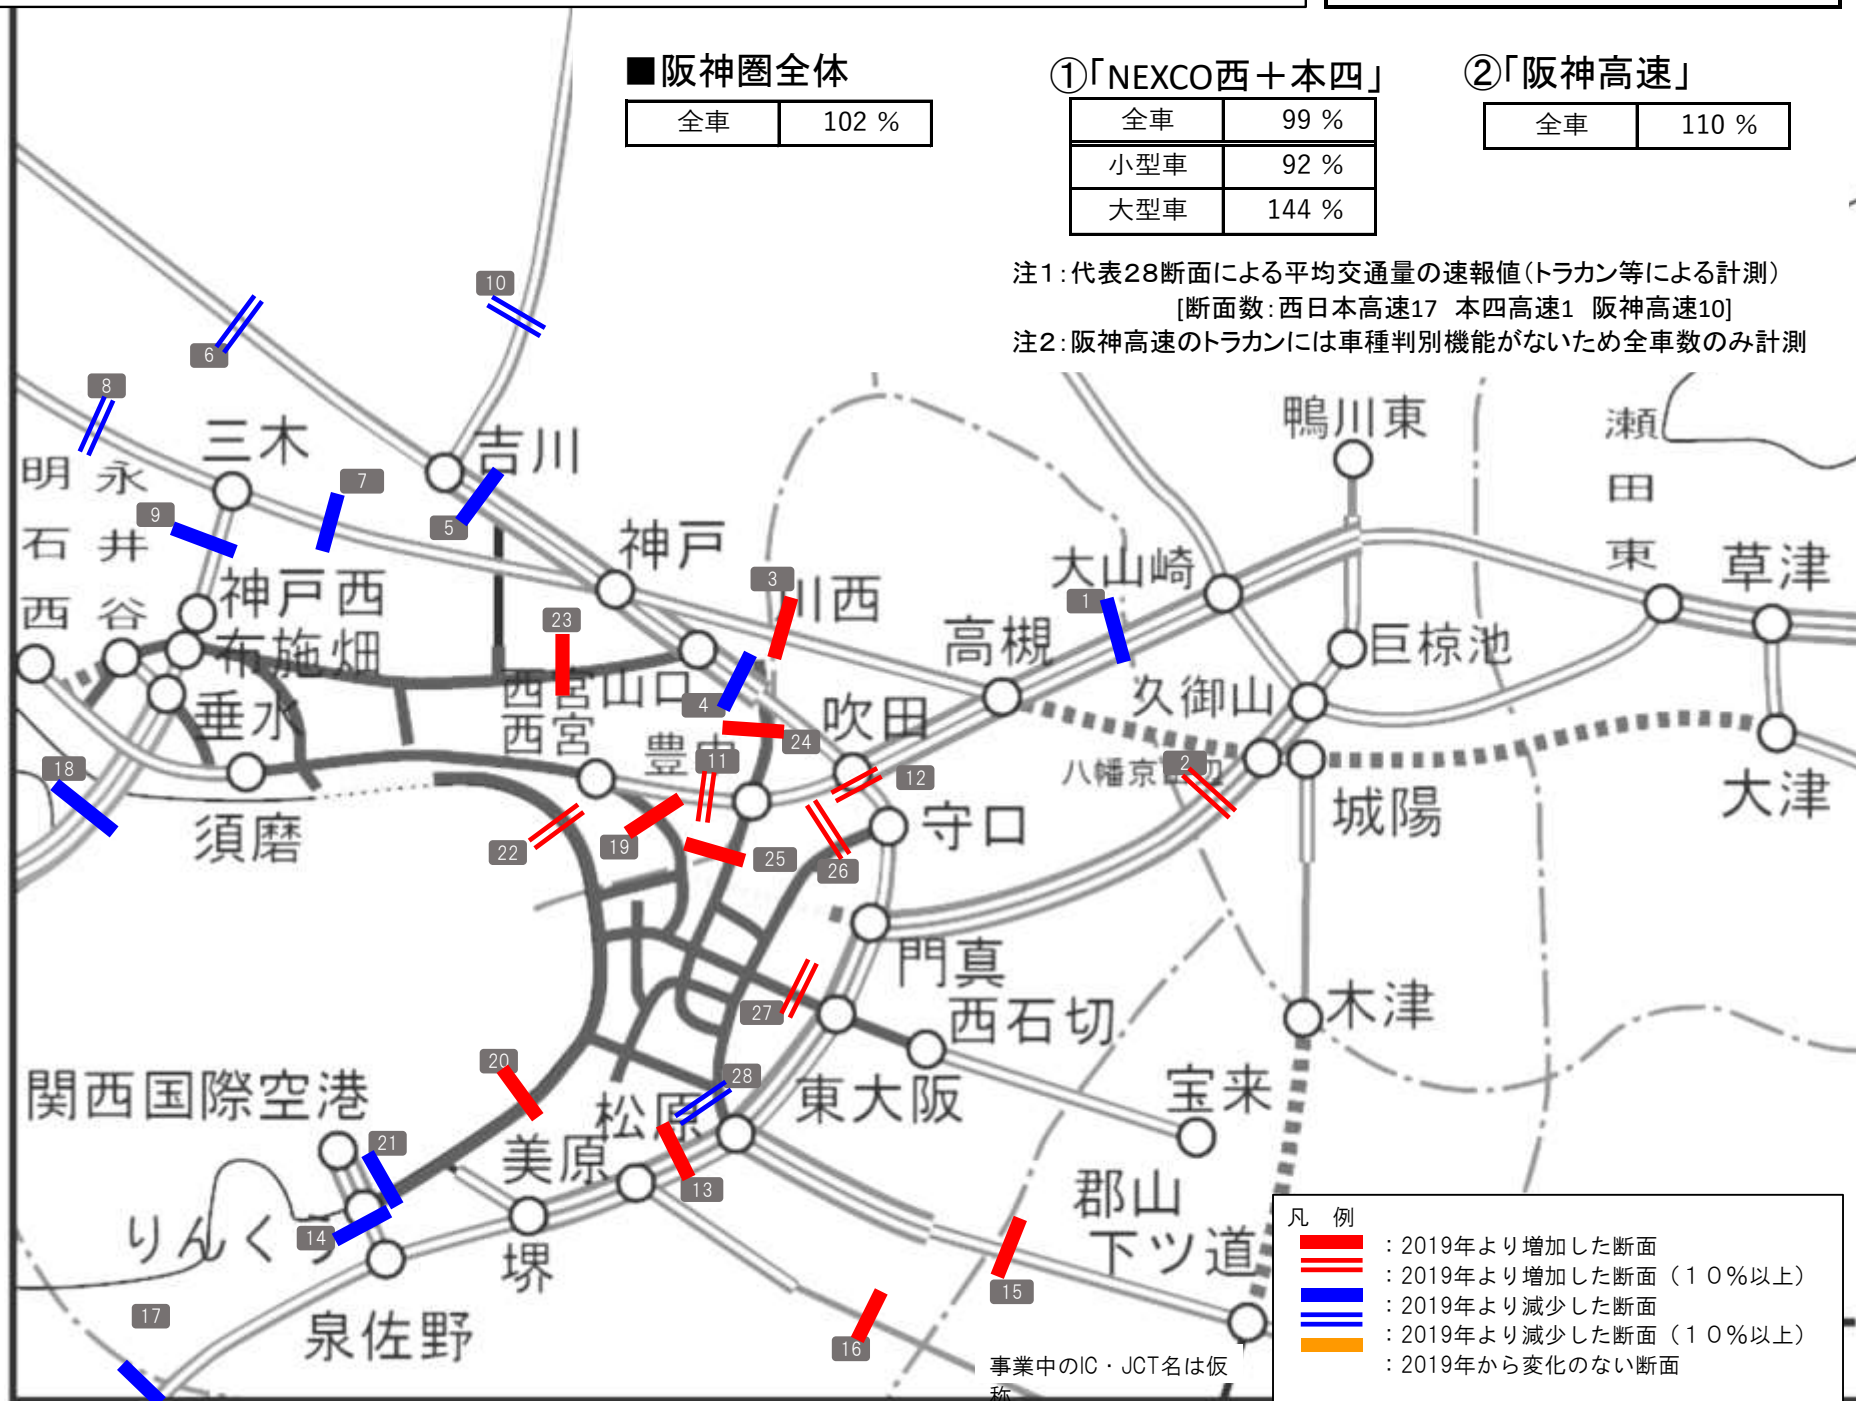 ■阪神圏全体
全車 102 %
①「NEXCO西＋本四」
全車 99 %
小型車 92 %
大型車 144 %
②「阪神高速」
全車 110 %
注1：代表28断面による平均交通量の速報値（トラカン等による計測）
[断面数：西日本高速17 本四高速1 阪神高速10]
注2：阪神高速のトラカンには車種判別機能がないため全車数のみ計測
10
6
8
三木
吉川
鴨川東
瀬田東
明石西
永井谷
7
9
5
神戸
大山崎
草津
3
川西
1
神戸西
23
布施畑
高槻
巨椋池
西宮山口
4
久御山
垂水
西宮
吹田
24
豊中
11
12
八幡京田辺
2
18
大津
須磨
守口
城陽
22
19
25
26
門真
27
西石切
木津
20
関西国際空港
28
松原
東大阪
宝来
21
美原
13
郡山
下ツ道
りんくう
14
堺
15
17
泉佐野
16
事業中のIC・JCT名は仮
称
凡 例
：2019年より増加した断面
：2019年より増加した断面（１０％以上）
：2019年より減少した断面
：2019年より減少した断面（１０％以上）
：2019年から変化のない断面